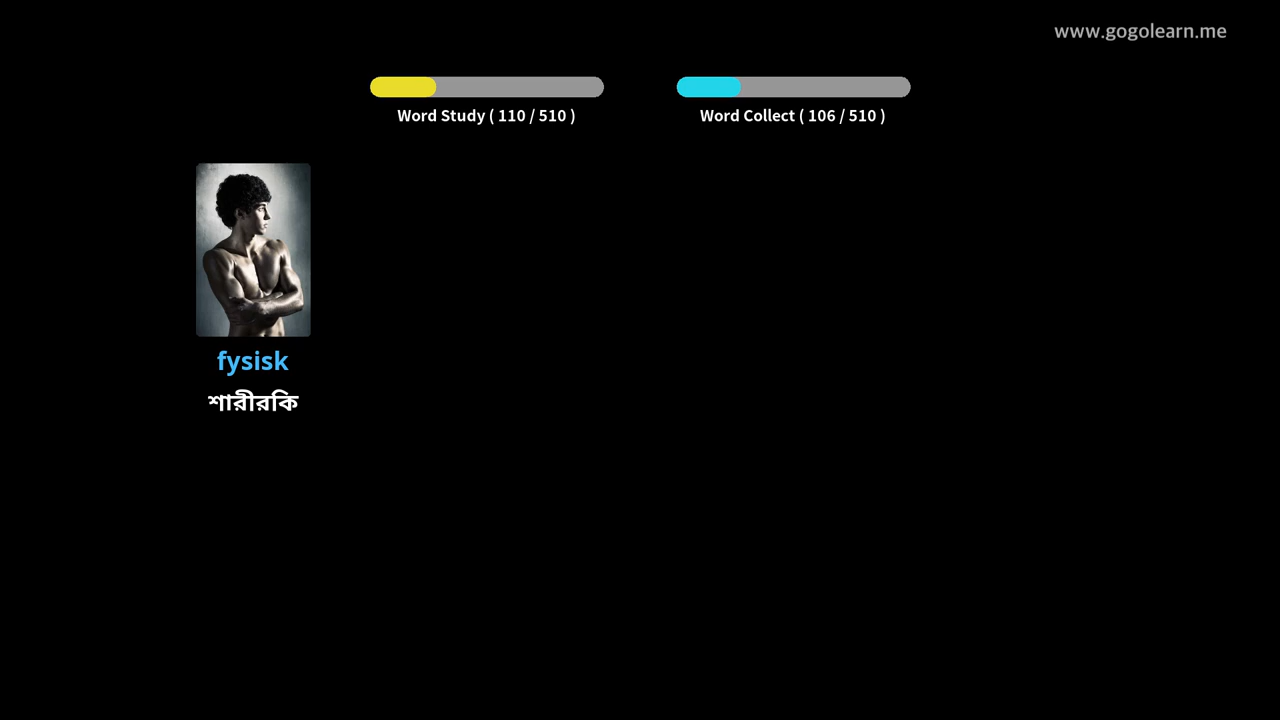 www.gogolearn.me
Word Study ( 110 / 510 )
Word Collect ( 106 / 510 )
fysisk
শারীরকি